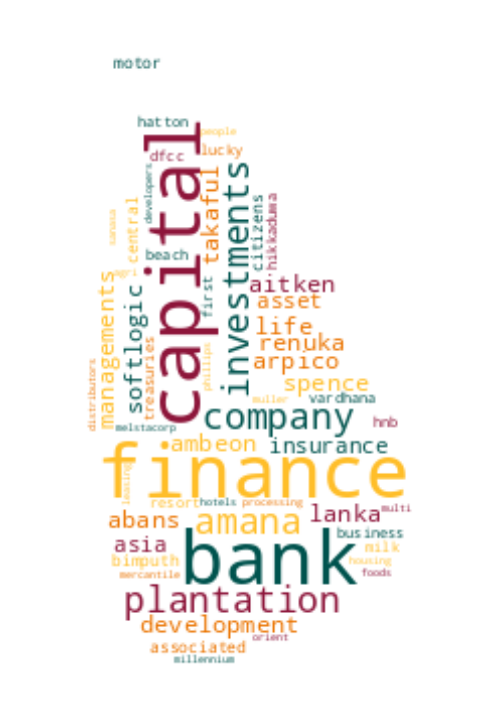 motor
hatton
people
dfcc
lucky
capital
developers
takaful
investments
citizens
hikkaduwa
central
sanasa
beach
agri
first
managements
softlogic
treasuries
phillips
distributors
aitken
asset
life
renuka
arpico
spence
muller
vardhana
company
hnb
melstacorp
ambeon
insurance
finance
leasing
resort
hotels
processing
abans
amana
lanka
multi
business
asia
bank
milk
bimputh
housing
mercantile
foods
plantation
development
orient
associated
millennium